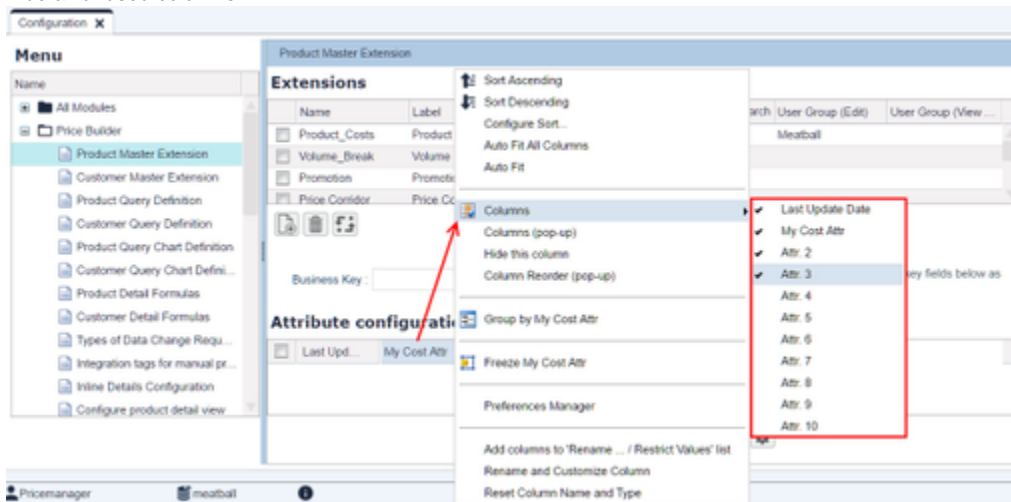 Configuration X
Menu
Name
All Modules
Price Builder
Product Master Extension
Customer Master Extension
Product Query Definition
Customer Query Definition
Product Query Chart Definition
Customer Query Chart Defini...
Product Detail Formulas
Customer Detail Formulas
Types of Data Change Requ...
Integration tags for manual pr...
Inline Details Configuration
Configure product detail view
Product Master Extension
Extensions
Name Label arch User Group (Edit) User Group (View ...
Product_Costs Product Meatball
Volume_Break Volume
Promotion Promotic
Price Corridor Price Co
Business Key : key fields below as
Attribute configuratio
Last Upd... My Cost Attr
Sort Ascending
Sort Descending
Configure Sort...
Auto Fit All Columns
Auto Fit
Columns
Columns (pop-up)
Hide this column
Column Reorder (pop-up)
Group by My Cost Attr
Freeze My Cost Attr
Preferences Manager
Add columns to 'Rename ... / Restrict Values' list
Rename and Customize Column
Reset Column Name and Type
Last Update Date
My Cost Attr
Attr. 2
Attr. 3
Attr. 4
Attr. 5
Attr. 6
Attr. 7
Attr. 8
Attr. 9
Attr. 10
Pricemanager meatball